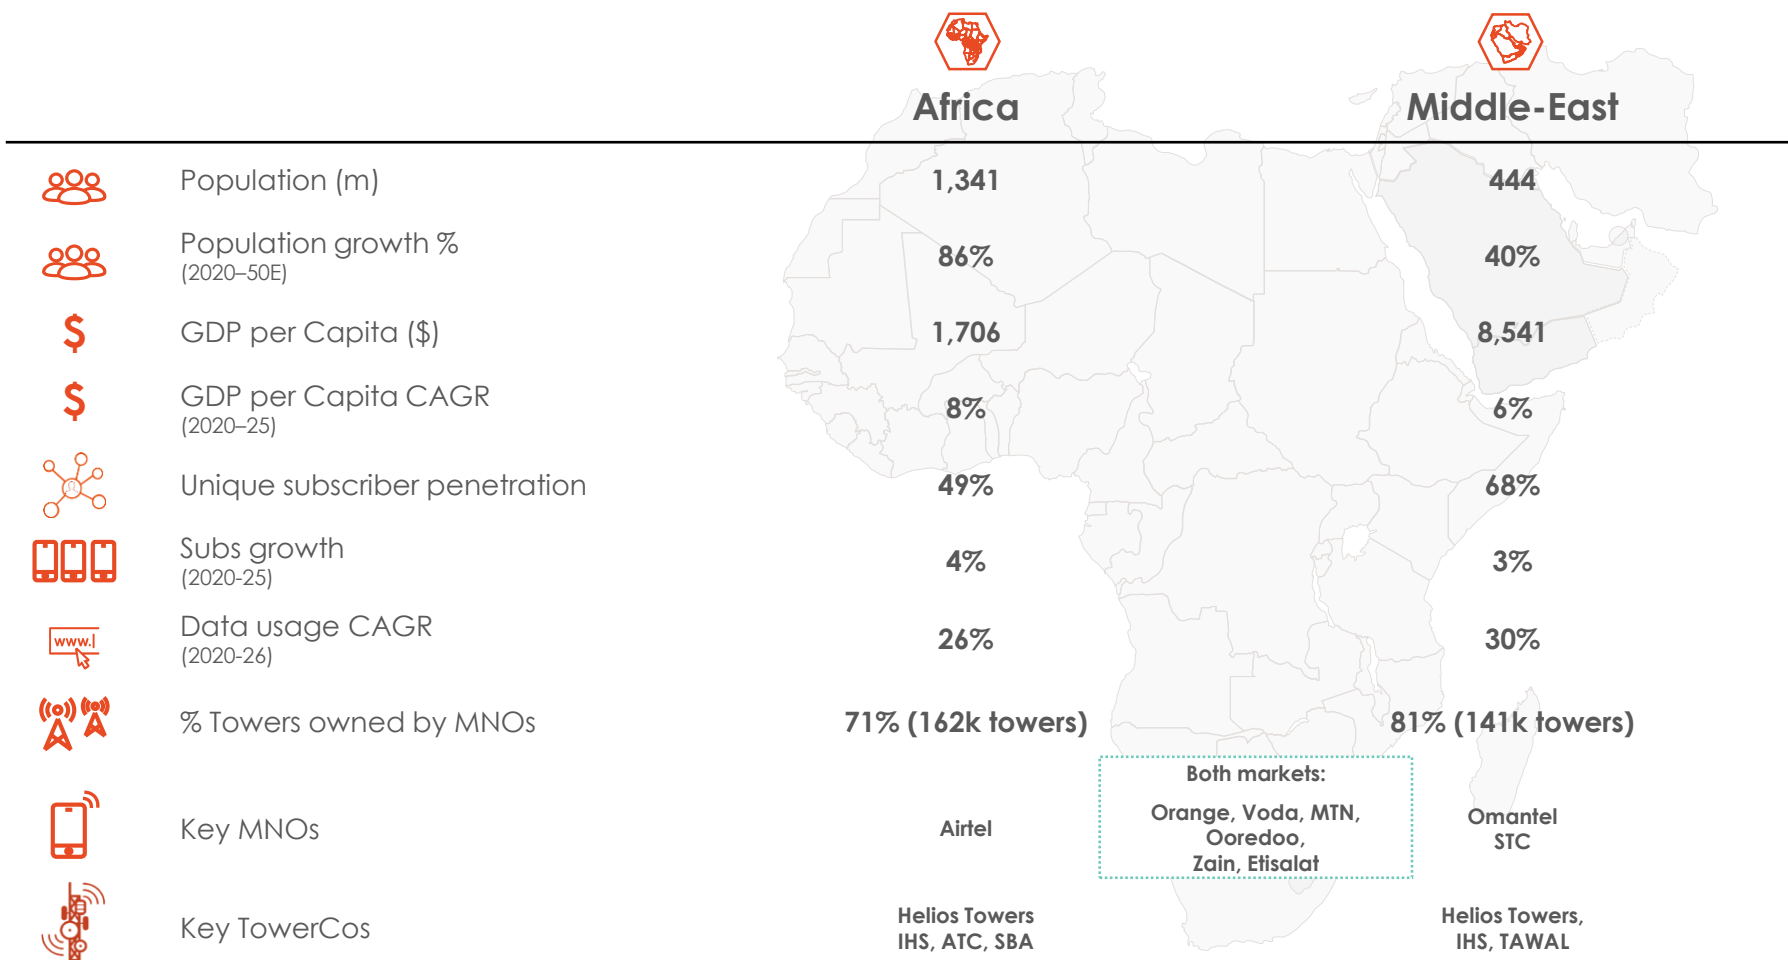 Africa
Middle-East
Population (m)
1,341
444
Population growth %
(2020–50E)
86%
40%
GDP per Capita ($)
1,706
8,541
GDP per Capita CAGR
(2020–25)
8%
6%
Unique subscriber penetration
49%
68%
Subs growth
(2020-25)
4%
3%
www.
Data usage CAGR
(2020-26)
26%
30%
% Towers owned by MNOs
71% (162k towers)
81% (141k towers)
Key MNOs
Airtel
Both markets:
Orange, Voda, MTN,
Ooredoo,
Zain, Etisalat
Omantel
STC
Key TowerCos
Helios Towers
IHS, ATC, SBA
Helios Towers,
IHS, TAWAL